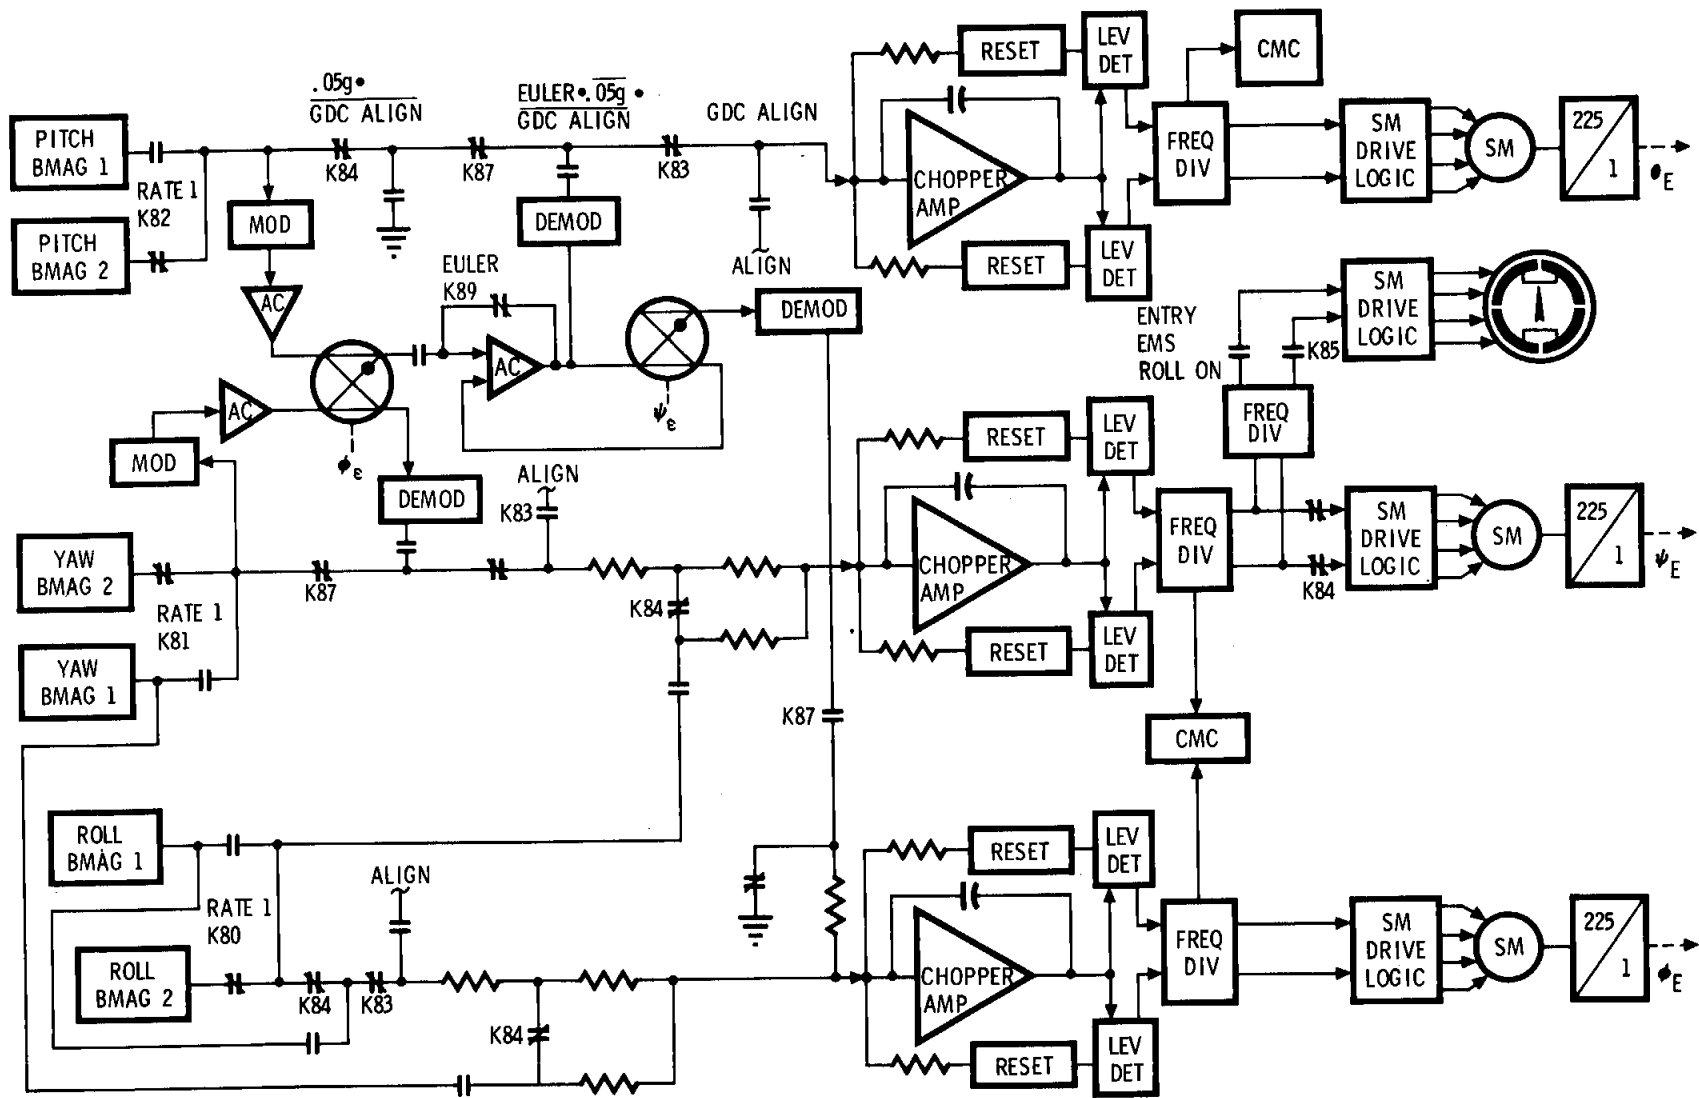 .05g •
GDC ALIGN
EULER • .05g •
GDC ALIGN
GDC ALIGN
PITCH
BMAG 1
RATE 1
K82
PITCH
BMAG 2
K84
K87
K83
MOD
DEMOD
ALIGN
AC
EULER
K89
AC
DEMOD
ψε
AC
MOD
φε
DEMOD
ALIGN
K83
YAW
BMAG 2
RATE 1
K81
K87
K84
YAW
BMAG 1
K87
ROLL
BMAG 1
RATE 1
K80
ALIGN
ROLL
BMAG 2
K84
K83
K84
RESET
LEV
DET
CMC
CHOPPER
AMP
FREQ
DIV
SM
DRIVE
LOGIC
SM
225
1
E
RESET
LEV
DET
ENTRY
EMS
ROLL ON
K85
SM
DRIVE
LOGIC
FREQ
DIV
RESET
LEV
DET
CHOPPER
AMP
FREQ
DIV
K84
SM
DRIVE
LOGIC
SM
225
1
ψE
RESET
LEV
DET
CMC
RESET
LEV
DET
CHOPPER
AMP
FREQ
DIV
SM
DRIVE
LOGIC
SM
225
1
φE
RESET
LEV
DET